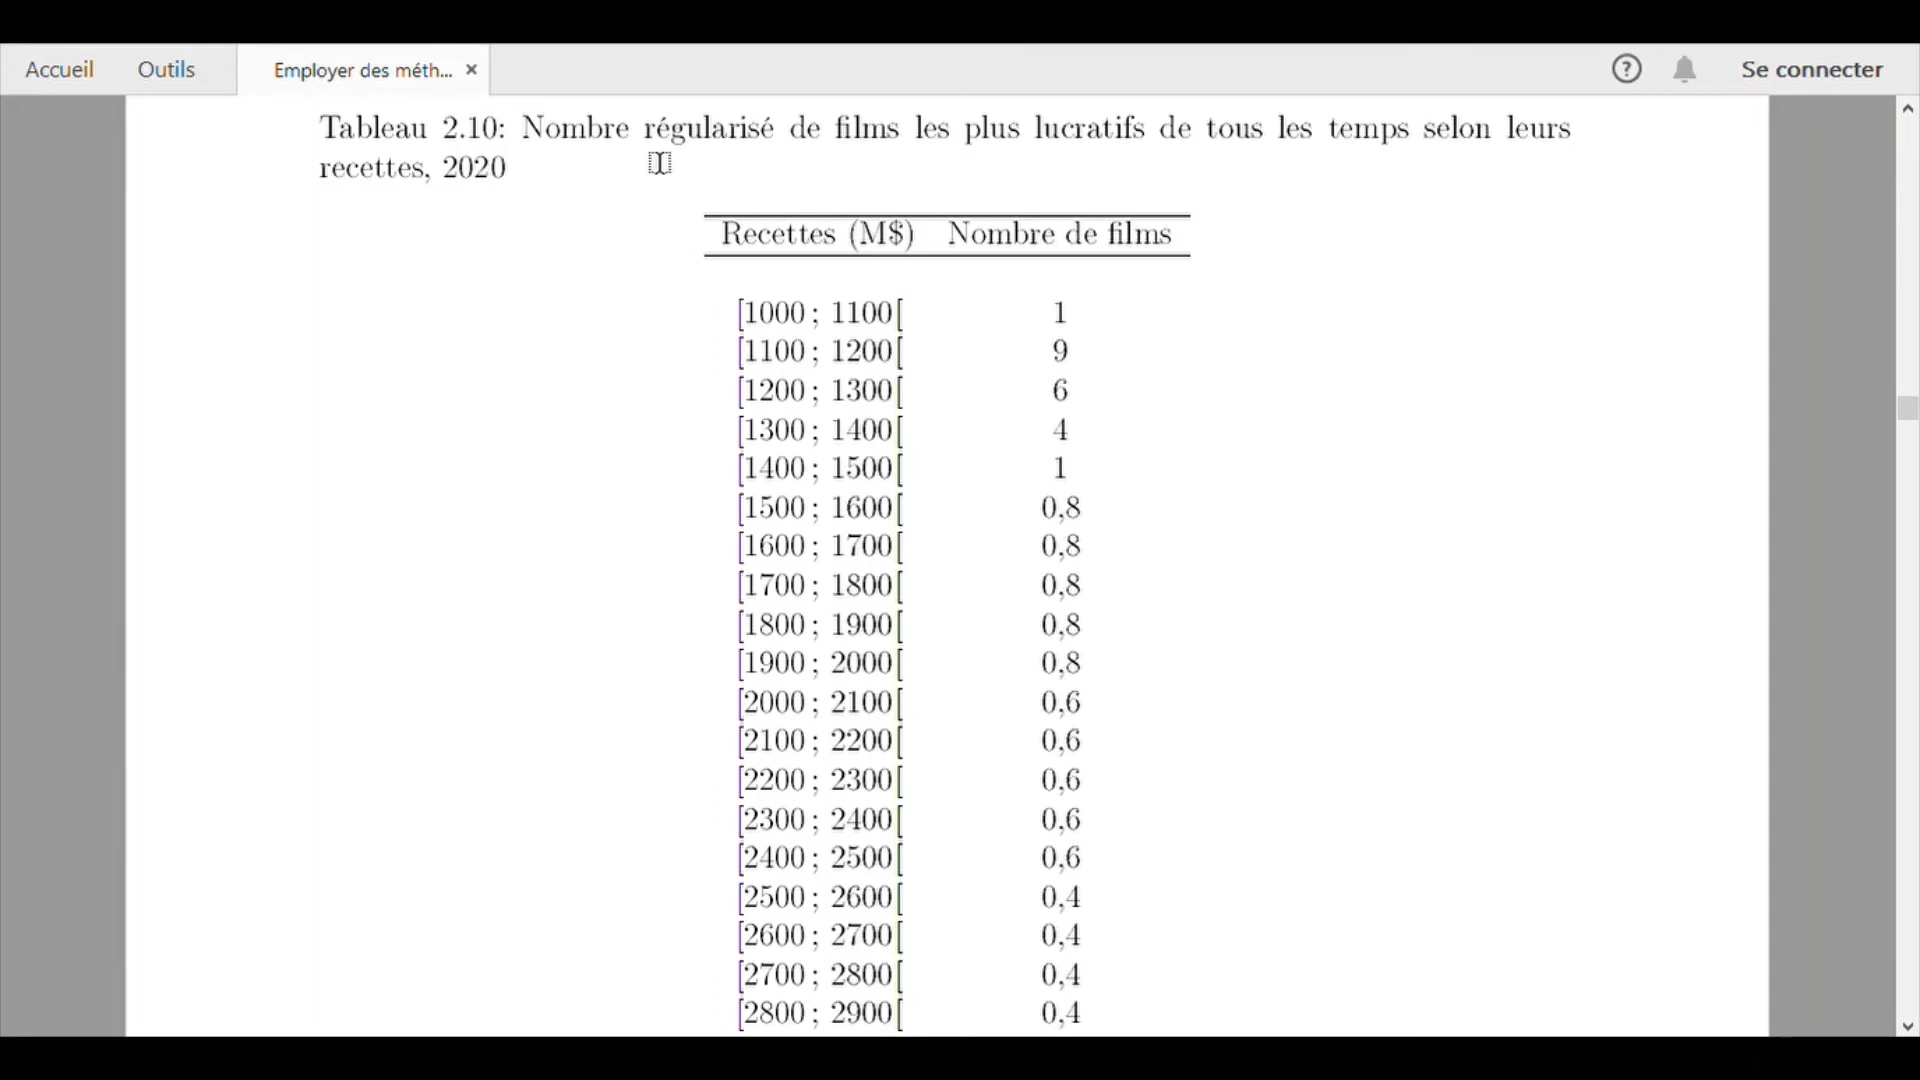 Accueil Outils Employer des méth... × ? Se connecter
Tableau 2.10: Nombre régularisé de films les plus lucratifs de tous les temps selon leurs
recettes, 2020
Recettes (M$) Nombre de films
[1000 ; 1100[ 1
[1100 ; 1200[ 9
[1200 ; 1300[ 6
[1300 ; 1400[ 4
[1400 ; 1500[ 1
[1500 ; 1600[ 0,8
[1600 ; 1700[ 0,8
[1700 ; 1800[ 0,8
[1800 ; 1900[ 0,8
[1900 ; 2000[ 0,8
[2000 ; 2100[ 0,6
[2100 ; 2200[ 0,6
[2200 ; 2300[ 0,6
[2300 ; 2400[ 0,6
[2400 ; 2500[ 0,6
[2500 ; 2600[ 0,4
[2600 ; 2700[ 0,4
[2700 ; 2800[ 0,4
[2800 ; 2900[ 0,4